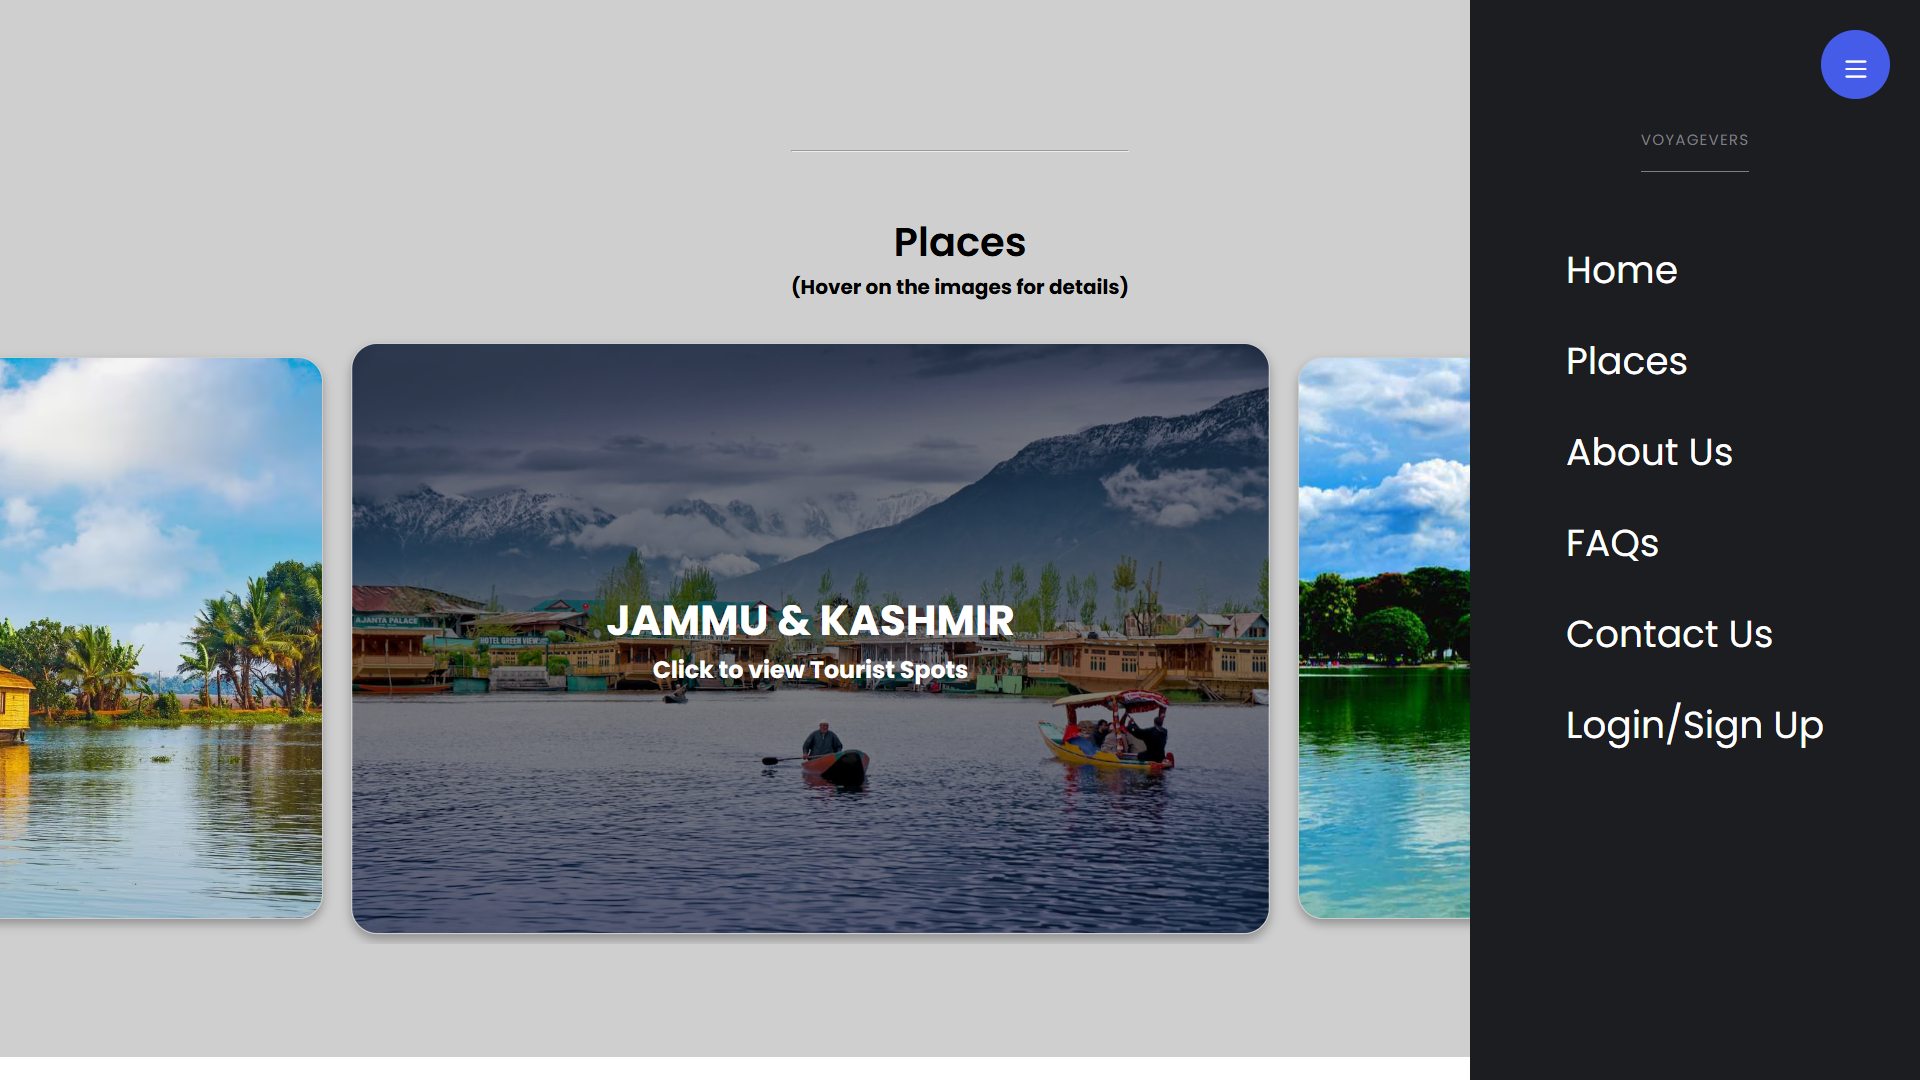 VOYAGEVERS
Home
Places
About Us
FAQs
Contact Us
Login/Sign Up
Places
(Hover on the images for details)
AJANTA PALACE
HOTEL GREEN VIEW
JAMMU & KASHMIR
Click to view Tourist Spots